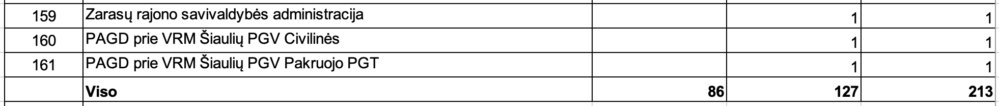 159 Zarasų rajono savivaldybės administracija 1 1
160 PAGD prie VRM Šiaulių PGV Civilinės 1 1
161 PAGD prie VRM Šiaulių PGV Pakruojo PGT 1 1
Viso 86 127 213